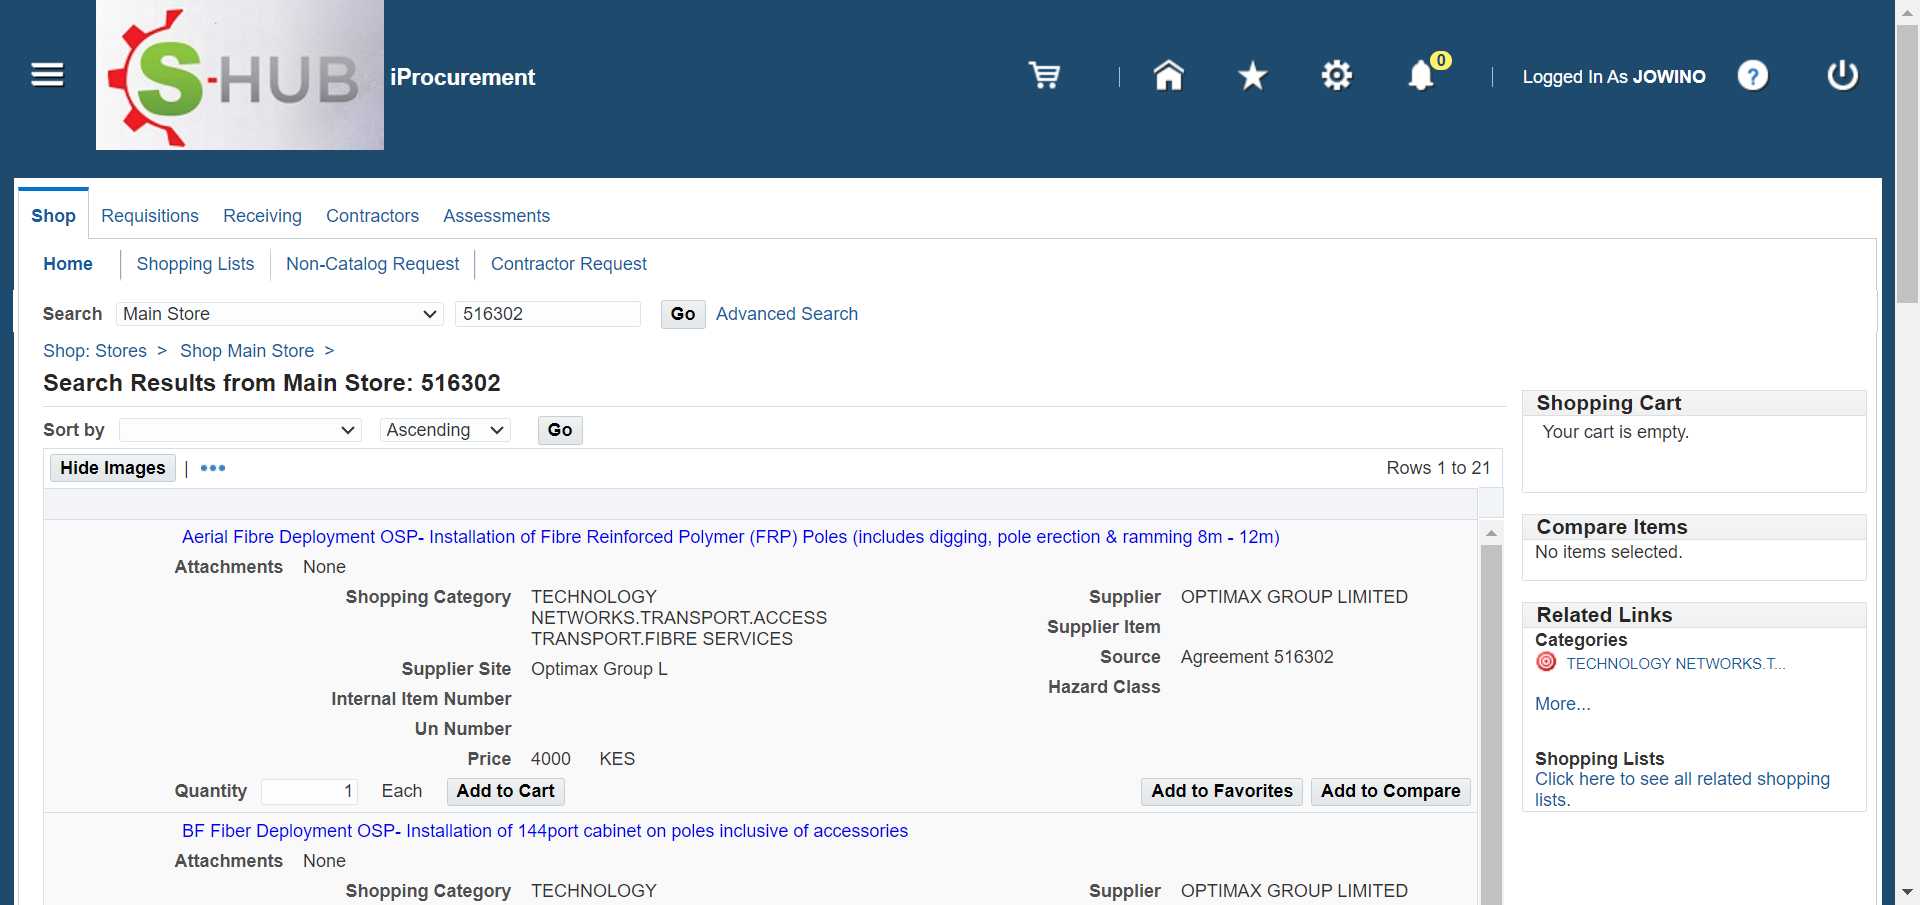 S-HUB
iProcurement
0
Logged In As JOWINO
?
Shop Requisitions Receiving Contractors Assessments
Home Shopping Lists Non-Catalog Request Contractor Request
Search Main Store 516302 Go Advanced Search
Shop: Stores > Shop Main Store >
Search Results from Main Store: 516302
Sort by Ascending Go
Hide Images | ••• Rows 1 to 21
Aerial Fibre Deployment OSP- Installation of Fibre Reinforced Polymer (FRP) Poles (includes digging, pole erection & ramming 8m - 12m)
Attachments None
Shopping Category TECHNOLOGY
NETWORKS.TRANSPORT.ACCESS
TRANSPORT.FIBRE SERVICES
Supplier Site Optimax Group L
Internal Item Number
Un Number
Price 4000 KES
Supplier OPTIMAX GROUP LIMITED
Supplier Item
Source Agreement 516302
Hazard Class
Quantity 1 Each Add to Cart Add to Favorites Add to Compare
BF Fiber Deployment OSP- Installation of 144port cabinet on poles inclusive of accessories
Attachments None
Shopping Category TECHNOLOGY
Supplier OPTIMAX GROUP LIMITED
Shopping Cart
Your cart is empty.
Compare Items
No items selected.
Related Links
Categories
TECHNOLOGY NETWORKS.T...
More...
Shopping Lists
Click here to see all related shopping
lists.